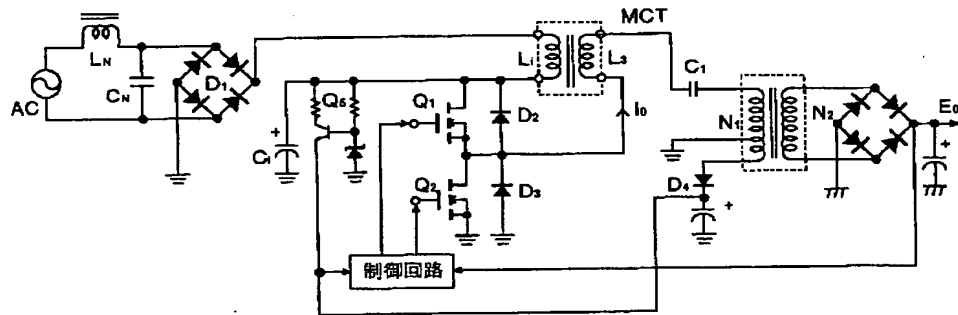 MCT
LN
CN
D1
AC
Li
L3
C1
Q5
Q1
D2
I0
N1
N2
E0
+
Ci
Q2
D3
D4
+
+
制御回路